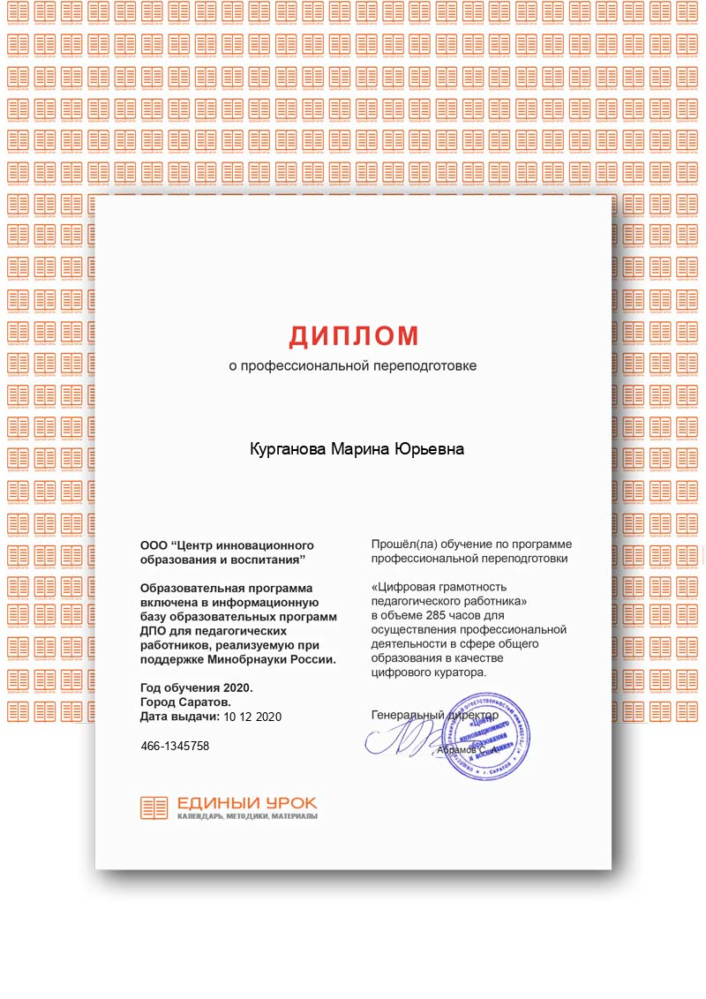 ДИПЛОМ
о профессиональной переподготовке
Курганова Марина Юрьевна
ООО “Центр инновационного
образования и воспитания”
Образовательная программа
включена в информационную
базу образовательных программ
ДПО для педагогических
работников, реализуемую при
поддержке Минобрнауки России.
Год обучения 2020.
Город Саратов.
Дата выдачи: 10 12 2020
466-1345758
ЕДИНЫЙ УРОК
КАЛЕНДАРЬ, МЕТОДИКИ, МАТЕРИАЛЫ
Прошёл(ла) обучение по программе
профессиональной переподготовки
«Цифровая грамотность
педагогического работника»
в объеме 285 часов для
осуществления профессиональной
деятельности в сфере общего
образования в качестве
цифрового куратора.
Генеральный директор
Абрамов С. А.
«Центр
инновационного
образования
и воспитания»
г. САРАТОВ